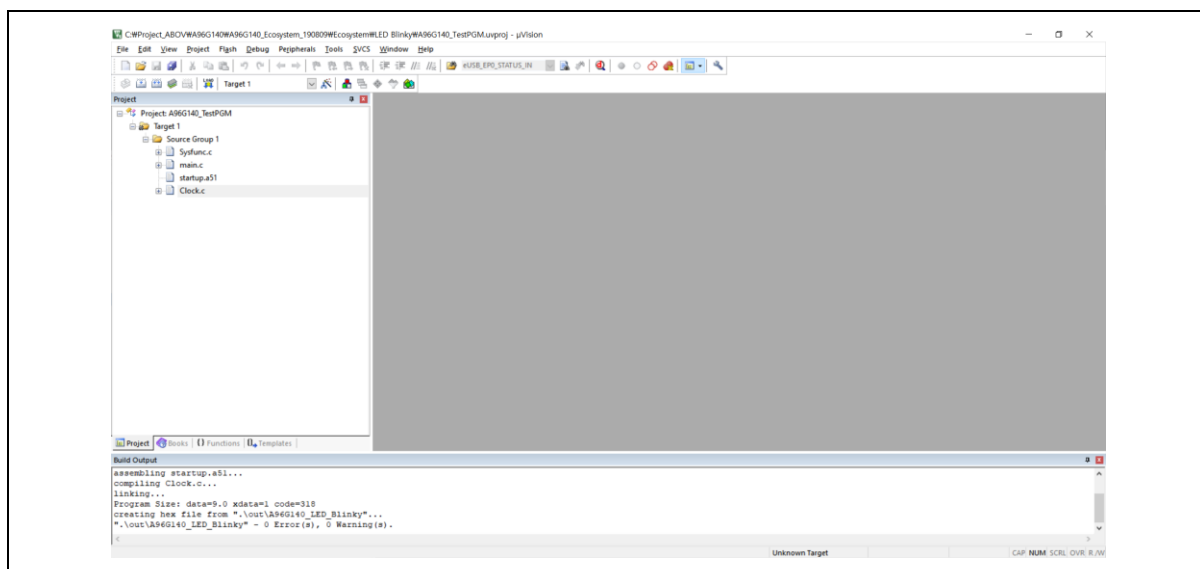 C:₩Project_ABOV₩A96G140₩A96G140_Ecosystem_190809₩Ecosystem₩LED Blinky₩A96G140_TestPGM.uvproj - µVision
File Edit View Project Flash Debug Peripherals Tools SVCS Window Help
eUSB_EP0_STATUS_IN
LOAD Target 1
Project
Project: A96G140_TestPGM
Target 1
Source Group 1
Sysfunc.c
main.c
startup.a51
Clock.c
Project Books {} Functions 0 Templates
Build Output
assembling startup.a51...
compiling Clock.c...
linking...
Program Size: data=9.0 xdata=1 code=318
creating hex file from ".\out\A96G140_LED_Blinky"...
".\out\A96G140_LED_Blinky" - 0 Error(s), 0 Warning(s).
Unknown Target CAP NUM SCRL OVR R/W